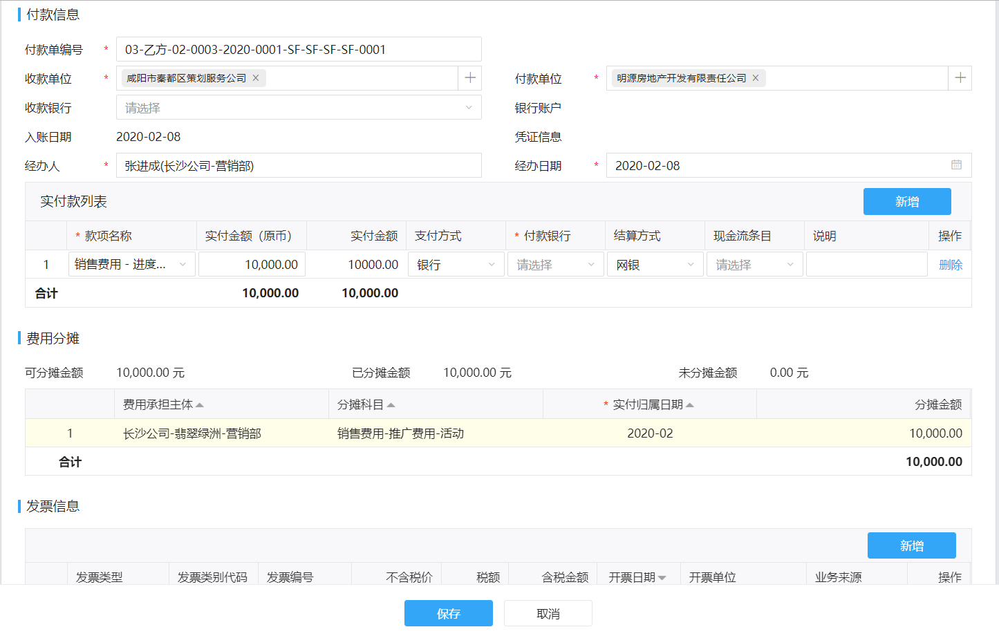 付款信息
付款单编号 * 03-乙方-02-0003-2020-0001-SF-SF-SF-SF-0001
收款单位 * 咸阳市秦都区策划服务公司 × + 付款单位 * 明源房地产开发有限责任公司 × +
收款银行 请选择 银行账户
入账日期 2020-02-08 凭证信息
经办人 * 张进成(长沙公司-营销部) 经办日期 * 2020-02-08
实付款列表 新增
* 款项名称 实付金额（原币） 实付金额 支付方式 * 付款银行 结算方式 现金流条目 说明 操作
1 销售费用 - 进度... 10,000.00 10000.00 银行 请选择 网银 请选择 删除
合计 10,000.00 10,000.00
费用分摊
可分摊金额 10,000.00 元 已分摊金额 10,000.00 元 未分摊金额 0.00 元
费用承担主体 分摊科目 * 实付归属日期 分摊金额
1 长沙公司-翡翠绿洲-营销部 销售费用-推广费用-活动 2020-02 10,000.00
合计 10,000.00
发票信息
新增
发票类型 发票类别代码 发票编号 不含税价 税额 含税金额 开票日期 开票单位 业务来源 操作
保存 取消